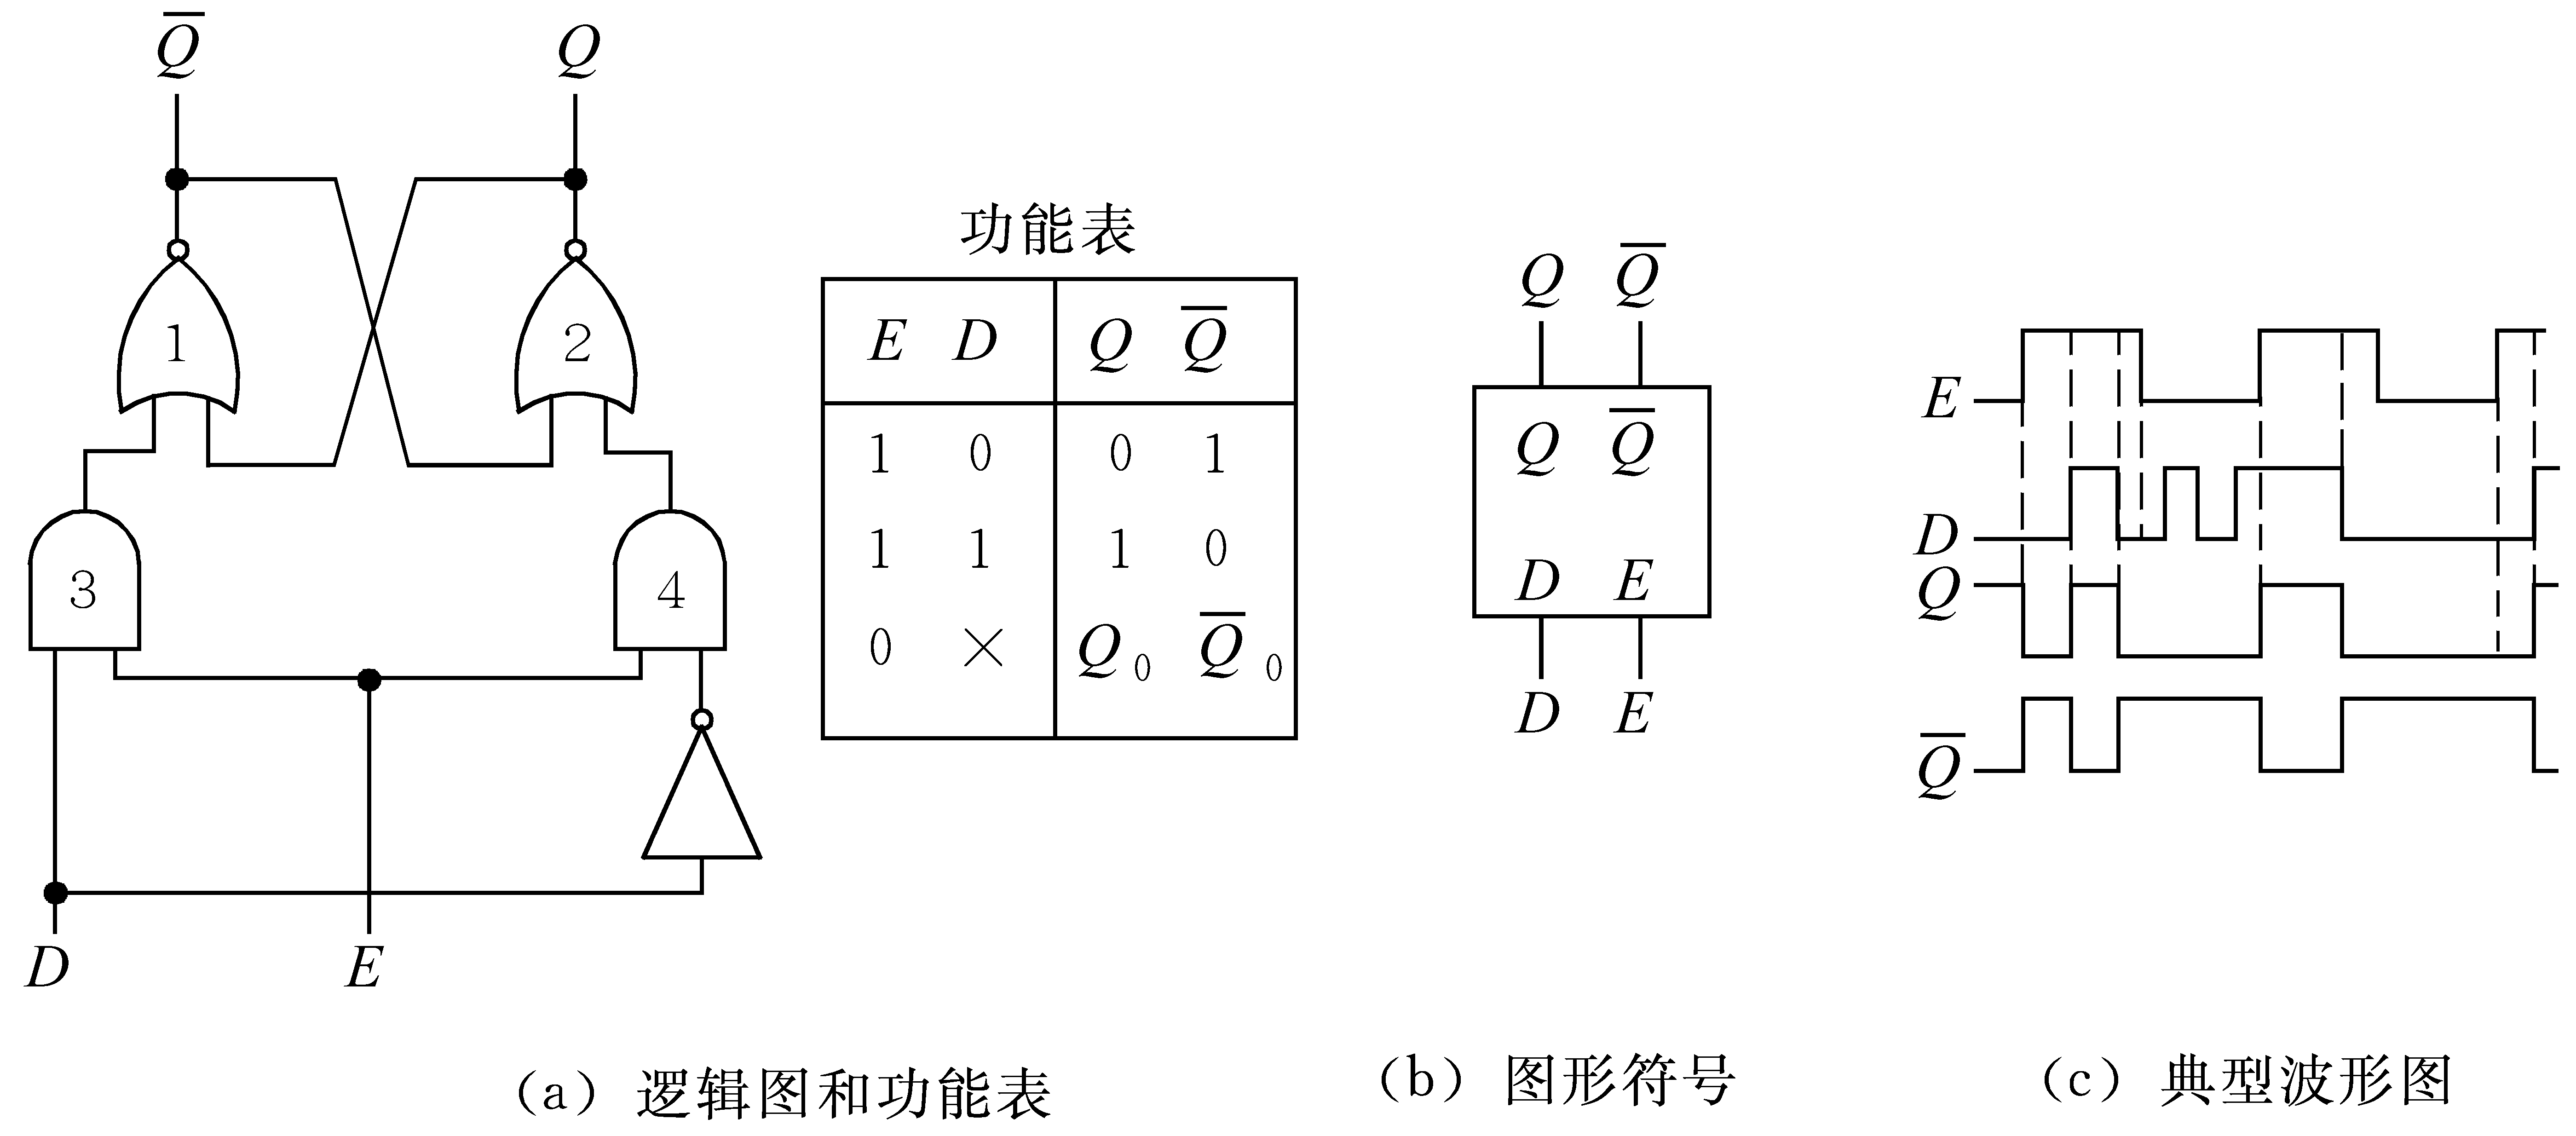 Q̅ Q
1 2
3 4
D E
功能表
E D Q Q̅
1 0 0 1
1 1 1 0
0 × Q₀ Q̅₀
(a) 逻辑图和功能表
Q Q̅
Q Q̅
D E
D E
(b) 图形符号
E
D
Q
Q̅
(c) 典型波形图